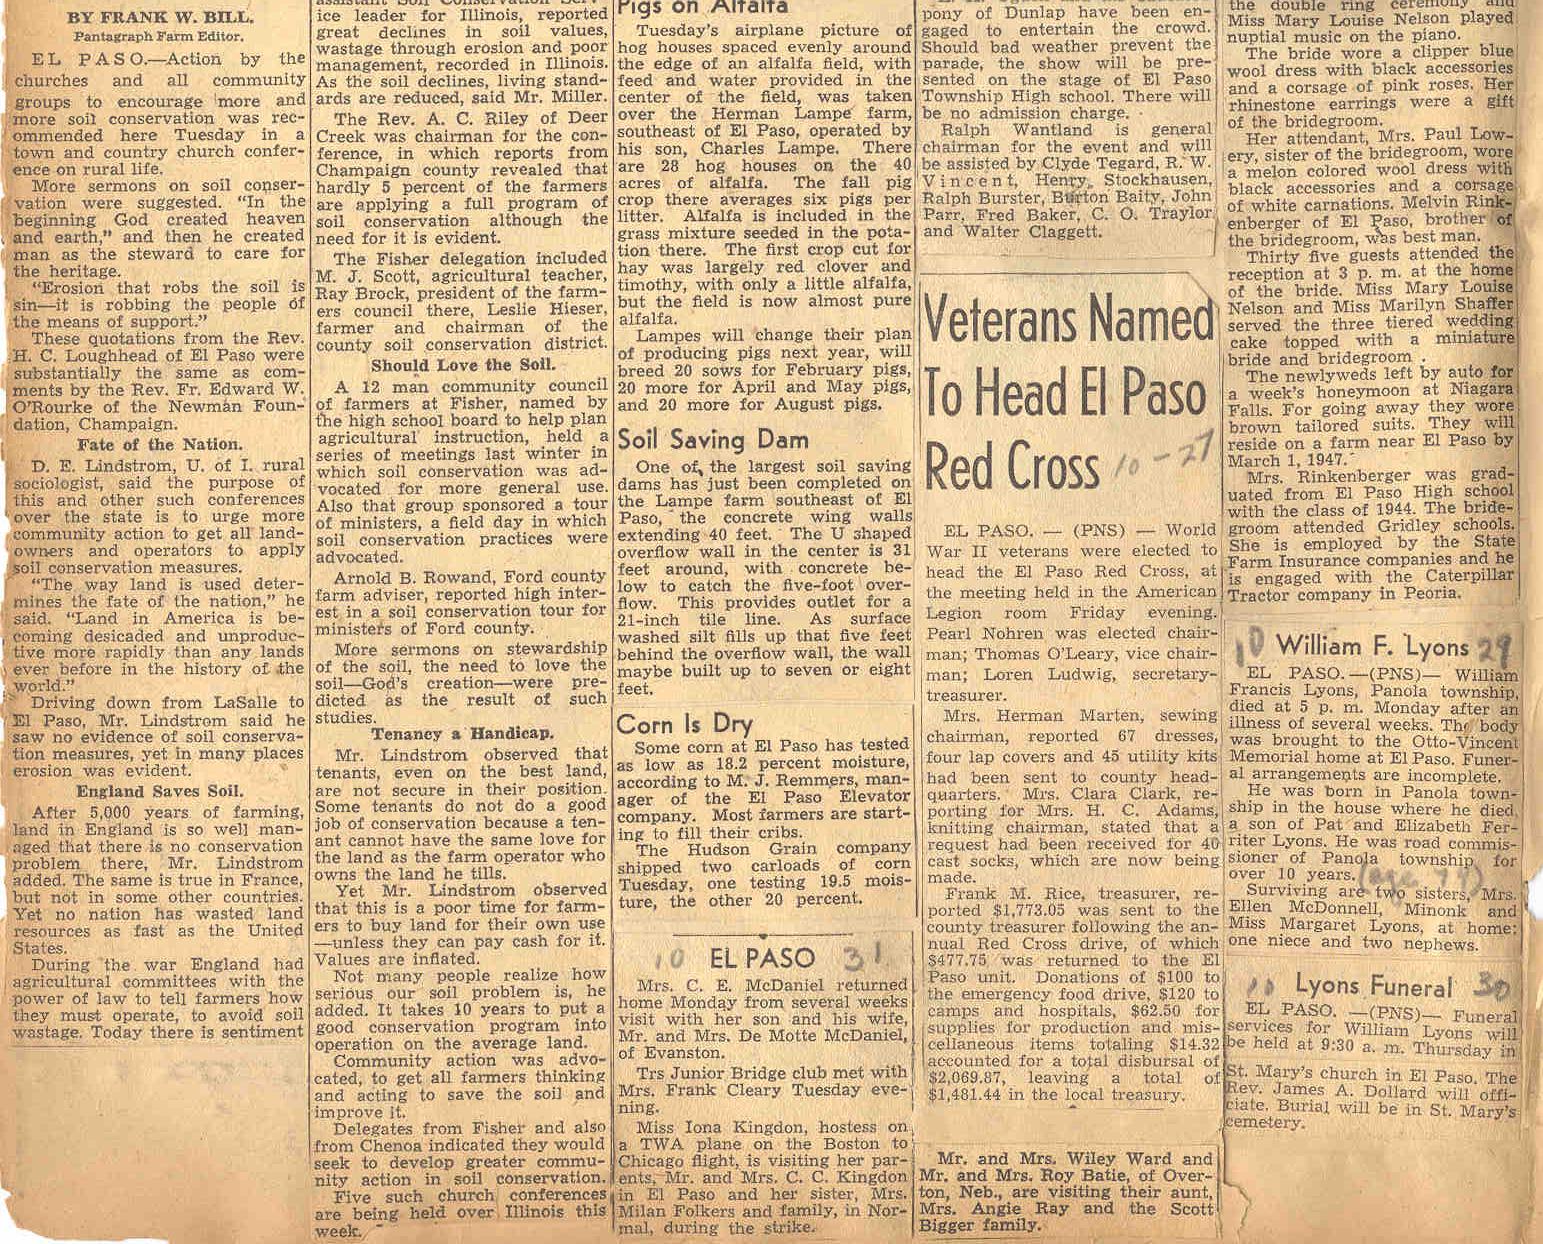 BY FRANK W. BILL.
Pantagraph Farm Editor.
EL PASO.—Action by the
churches and all community
groups to encourage more and
more soil conservation was rec-
ommended here Tuesday in a
town and country church confer-
ence on rural life.
More sermons on soil conser-
vation were suggested. “In the
beginning God created heaven
and earth,” and then he created
man as the steward to care for
the heritage.
“Erosion that robs the soil is
sin—it is robbing the people of
the means of support.”
These quotations from the Rev.
H. C. Loughhead of El Paso were
substantially the same as com-
ments by the Rev. Fr. Edward W.
O'Rourke of the Newman Foun-
dation, Champaign.
Fate of the Nation.
D. E. Lindstrom, U. of I. rural
sociologist, said the purpose of
this and other such conferences
over the state is to urge more
community action to get all land-
owners and operators to apply
soil conservation measures.
“The way land is used deter-
mines the fate of the nation,” he
said. “Land in America is be-
coming desicaded and unproduc-
tive more rapidly than any lands
ever before in the history of the
world.”
Driving down from LaSalle to
El Paso, Mr. Lindstrom said he
saw no evidence of soil conserva-
tion measures, yet in many places
erosion was evident.
England Saves Soil.
After 5,000 years of farming,
land in England is so well man-
aged that there is no conservation
problem there, Mr. Lindstrom
added. The same is true in France,
but not in some other countries.
Yet no nation has wasted land
resources as fast as the United
States.
During the war England had
agricultural committees with the
power of law to tell farmers how
they must operate, to avoid soil
wastage. Today there is sentiment
assistant Soil Conservation Serv-
ice leader for Illinois, reported
great declines in soil values,
wastage through erosion and poor
management, recorded in Illinois.
As the soil declines, living stand-
ards are reduced, said Mr. Miller.
The Rev. A. C. Riley of Deer
Creek was chairman for the con-
ference, in which reports from
Champaign county revealed that
hardly 5 percent of the farmers
are applying a full program of
soil conservation although the
need for it is evident.
The Fisher delegation included
M. J. Scott, agricultural teacher,
Ray Brock, president of the farm-
ers council there, Leslie Hieser,
farmer and chairman of the
county soil conservation district.
Should Love the Soil.
A 12 man community council
of farmers at Fisher, named by
the high school board to help plan
agricultural instruction, held a
series of meetings last winter in
which soil conservation was ad-
vocated for more general use.
Also that group sponsored a tour
of ministers, a field day in which
soil conservation practices were
advocated.
Arnold B. Rowand, Ford county
farm adviser, reported high inter-
est in a soil conservation tour for
ministers of Ford county.
More sermons on stewardship
of the soil, the need to love the
soil—God's creation—were pre-
dicted as the result of such
studies.
Tenancy a Handicap.
Mr. Lindstrom observed that
tenants, even on the best land,
are not secure in their position.
Some tenants do not do a good
job of conservation because a ten-
ant cannot have the same love for
the land as the farm operator who
owns the land he tills.
Yet Mr. Lindstrom observed
that this is a poor time for farm-
ers to buy land for their own use
—unless they can pay cash for it.
Values are inflated.
Not many people realize how
serious our soil problem is, he
added. It takes 10 years to put a
good conservation program into
operation on the average land.
Community action was advo-
cated, to get all farmers thinking
and acting to save the soil and
improve it.
Delegates from Fisher and also
from Chenoa indicated they would
seek to develop greater commu-
nity action in soil conservation.
Five such church conferences
are being held over Illinois this
week.
Pigs on Alfalfa
Tuesday's airplane picture of
hog houses spaced evenly around
the edge of an alfalfa field, with
feed and water provided in the
center of the field, was taken
over the Herman Lampe farm,
southeast of El Paso, operated by
his son, Charles Lampe. There
are 28 hog houses on the 40
acres of alfalfa. The fall pig
crop there averages six pigs per
litter. Alfalfa is included in the
grass mixture seeded in the pota-
tion there. The first crop cut for
hay was largely red clover and
timothy, with only a little alfalfa,
but the field is now almost pure
alfalfa.
Lampes will change their plan
of producing pigs next year, will
breed 20 sows for February pigs,
20 more for April and May pigs,
and 20 more for August pigs.
Soil Saving Dam
One of the largest soil saving
dams has just been completed on
the Lampe farm southeast of El
Paso, the concrete wing walls
extending 40 feet. The U shaped
overflow wall in the center is 31
feet around, with concrete be-
low to catch the five-foot over-
flow. This provides outlet for a
21-inch tile line. As surface
washed silt fills up that five feet
behind the overflow wall, the wall
maybe built up to seven or eight
feet.
Corn Is Dry
Some corn at El Paso has tested
as low as 18.2 percent moisture,
according to M. J. Remmers, man-
ager of the El Paso Elevator
company. Most farmers are start-
ing to fill their cribs.
The Hudson Grain company
shipped two carloads of corn
Tuesday, one testing 19.5 mois-
ture, the other 20 percent.
10 EL PASO 31
Mrs. C. E. McDaniel returned
home Monday from several weeks
visit with her son and his wife,
Mr. and Mrs. De Motte McDaniel,
of Evanston.
Trs Junior Bridge club met with
Mrs. Frank Cleary Tuesday eve-
ning.
Miss Iona Kingdon, hostess on
a TWA plane on the Boston to
Chicago flight, is visiting her par-
ents, Mr. and Mrs. C. C. Kingdon
in El Paso and her sister, Mrs.
Milan Folkers and family, in Nor-
mal, during the strike.
pony of Dunlap have been en-
gaged to entertain the crowd.
Should bad weather prevent the
parade, the show will be pre-
sented on the stage of El Paso
Township High school. There will
be no admission charge.
Ralph Wantland is general
chairman for the event and will
be assisted by Clyde Tegard, R. W.
Vincent, Henry Stockhausen,
Ralph Burster, Burton Baity, John
Parr, Fred Baker, C. O. Traylor
and Walter Claggett.
Veterans Named
To Head El Paso
Red Cross 10-27
EL PASO. — (PNS) — World
War II veterans were elected to
head the El Paso Red Cross, at
the meeting held in the American
Legion room Friday evening.
Pearl Nohren was elected chair-
man; Thomas O'Leary, vice chair-
man; Loren Ludwig, secretary-
treasurer.
Mrs. Herman Marten, sewing
chairman, reported 67 dresses,
four lap covers and 45 utility kits
had been sent to county head-
quarters. Mrs. Clara Clark, re-
porting for Mrs. H. C. Adams,
knitting chairman, stated that a
request had been received for 40
cast socks, which are now being
made.
Frank M. Rice, treasurer, re-
ported $1,773.05 was sent to the
county treasurer following the an-
nual Red Cross drive, of which
$477.75 was returned to the El
Paso unit. Donations of $100 to
the emergency food drive, $120 to
camps and hospitals, $62.50 for
supplies for production and mis-
cellaneous items totaling $14.32
accounted for a total disbursal of
$2,069.87, leaving a total of
$1,481.44 in the local treasury.
Mr. and Mrs. Wiley Ward and
Mr. and Mrs. Roy Batie, of Over-
ton, Neb., are visiting their aunt,
Mrs. Angie Ray and the Scott
Bigger family.
the double ring ceremony and
Miss Mary Louise Nelson played
nuptial music on the piano.
The bride wore a clipper blue
wool dress with black accessories
and a corsage of pink roses. Her
rhinestone earrings were a gift
of the bridegroom.
Her attendant, Mrs. Paul Low-
ery, sister of the bridegroom, wore
a melon colored wool dress with
black accessories and a corsage
of white carnations. Melvin Rink-
enberger of El Paso, brother of
the bridegroom, was best man.
Thirty five guests attended the
reception at 3 p. m. at the home
of the bride. Miss Mary Louise
Nelson and Miss Marilyn Shaffer
served the three tiered wedding
cake topped with a miniature
bride and bridegroom .
The newlyweds left by auto for
a week's honeymoon at Niagara
Falls. For going away they wore
brown tailored suits. They will
reside on a farm near El Paso by
March 1, 1947.
Mrs. Rinkenberger was grad-
uated from El Paso High school
with the class of 1944. The bride-
groom attended Gridley schools.
She is employed by the State
Farm Insurance companies and he
is engaged with the Caterpillar
Tractor company in Peoria.
10 William F. Lyons 29
EL PASO.—(PNS)— William
Francis Lyons, Panola township,
died at 5 p. m. Monday after an
illness of several weeks. The body
was brought to the Otto-Vincent
Memorial home at El Paso. Funer-
al arrangements are incomplete.
He was born in Panola town-
ship in the house where he died,
a son of Pat and Elizabeth Fer-
riter Lyons. He was road commis-
sioner of Panola township for
over 10 years. (age 79)
Surviving are two sisters, Mrs.
Ellen McDonnell, Minonk and
Miss Margaret Lyons, at home;
one niece and two nephews.
10 Lyons Funeral 30
EL PASO. —(PNS)— Funeral
services for William Lyons will
be held at 9:30 a. m. Thursday in
St. Mary's church in El Paso. The
Rev. James A. Dollard will offi-
ciate. Burial will be in St. Mary's
cemetery.